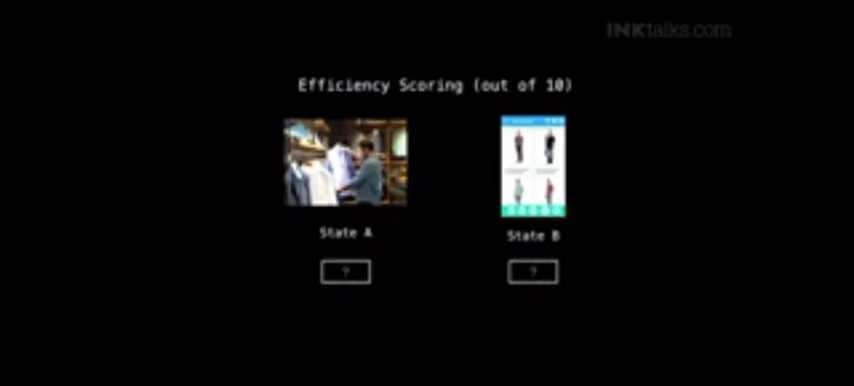 INKtalks.com
Efficiency Scoring (out of 10)
State A
State B
?
?